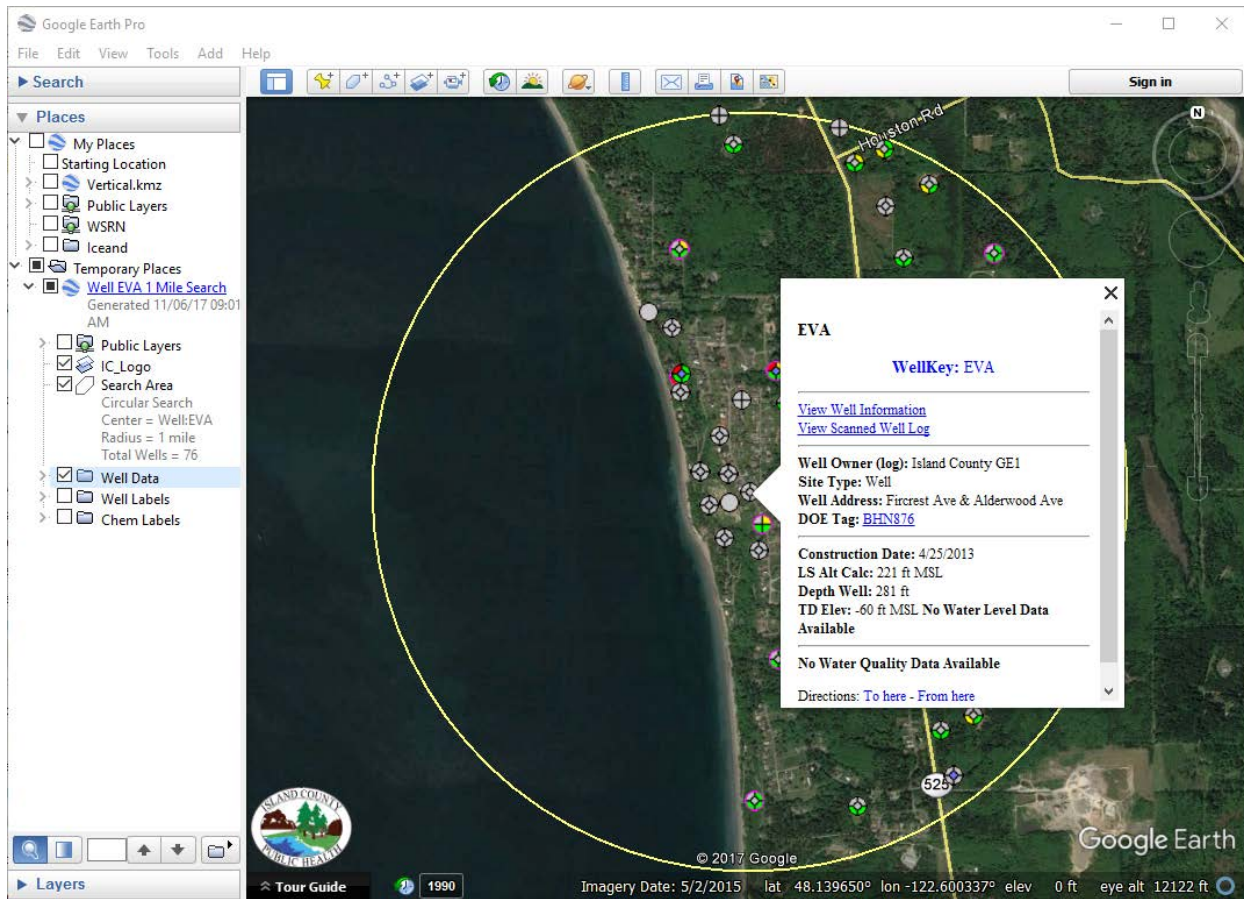 Google Earth Pro
File Edit View Tools Add Help
Search
Sign in
Places
My Places
Starting Location
Vertical.kmz
Public Layers
WSRN
Iceand
Temporary Places
Well EVA 1 Mile Search
Generated 11/06/17 09:01
AM
Public Layers
IC_Logo
Search Area
Circular Search
Center = Well:EVA
Radius = 1 mile
Total Wells = 76
Well Data
Well Labels
Chem Labels
Layers
Houston Rd
N
EVA
WellKey: EVA
View Well Information
View Scanned Well Log
Well Owner (log): Island County GE1
Site Type: Well
Well Address: Fircrest Ave & Alderwood Ave
DOE Tag: BHN876
Construction Date: 4/25/2013
LS Alt Calc: 221 ft MSL
Depth Well: 281 ft
TD Elev: -60 ft MSL No Water Level Data
Available
No Water Quality Data Available
Directions: To here - From here
525
ISLAND COUNTY
PUBLIC HEALTH
Google Earth
© 2017 Google
Tour Guide
1990
Imagery Date: 5/2/2015 lat 48.139650° lon -122.600337° elev 0 ft eye alt 12122 ft